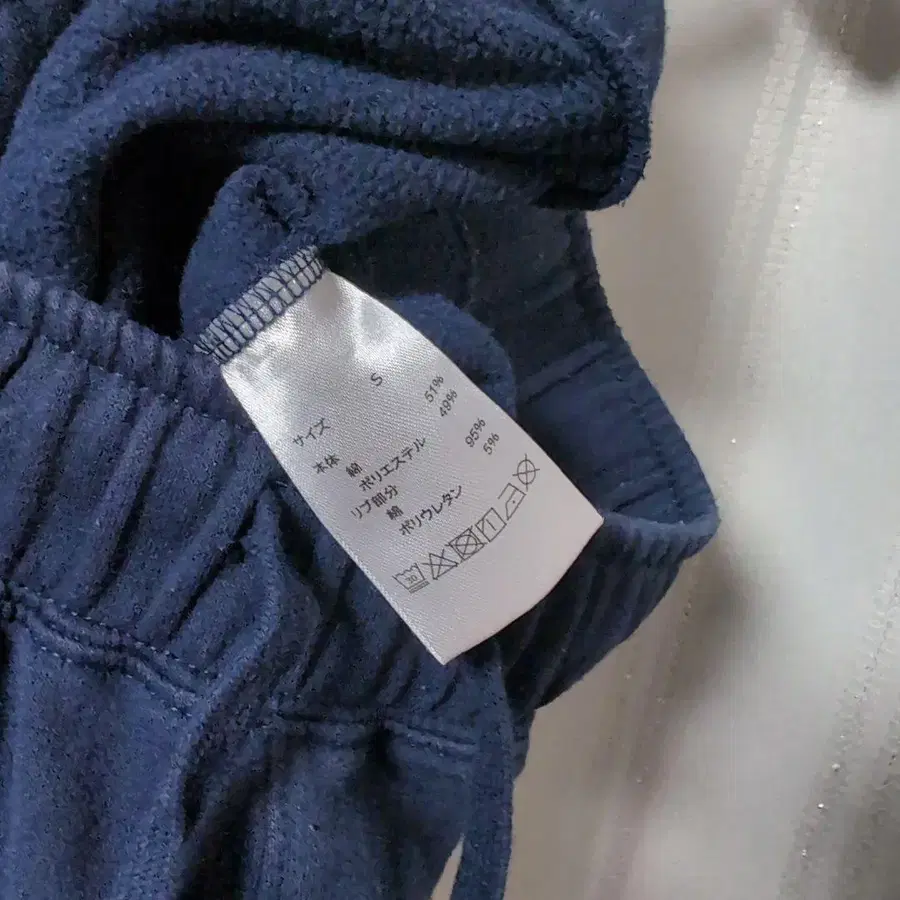 サイズ S
本体 綿 51%
ポリエステル 49%
リブ部分
綿 95%
ポリウレタン 5%
30